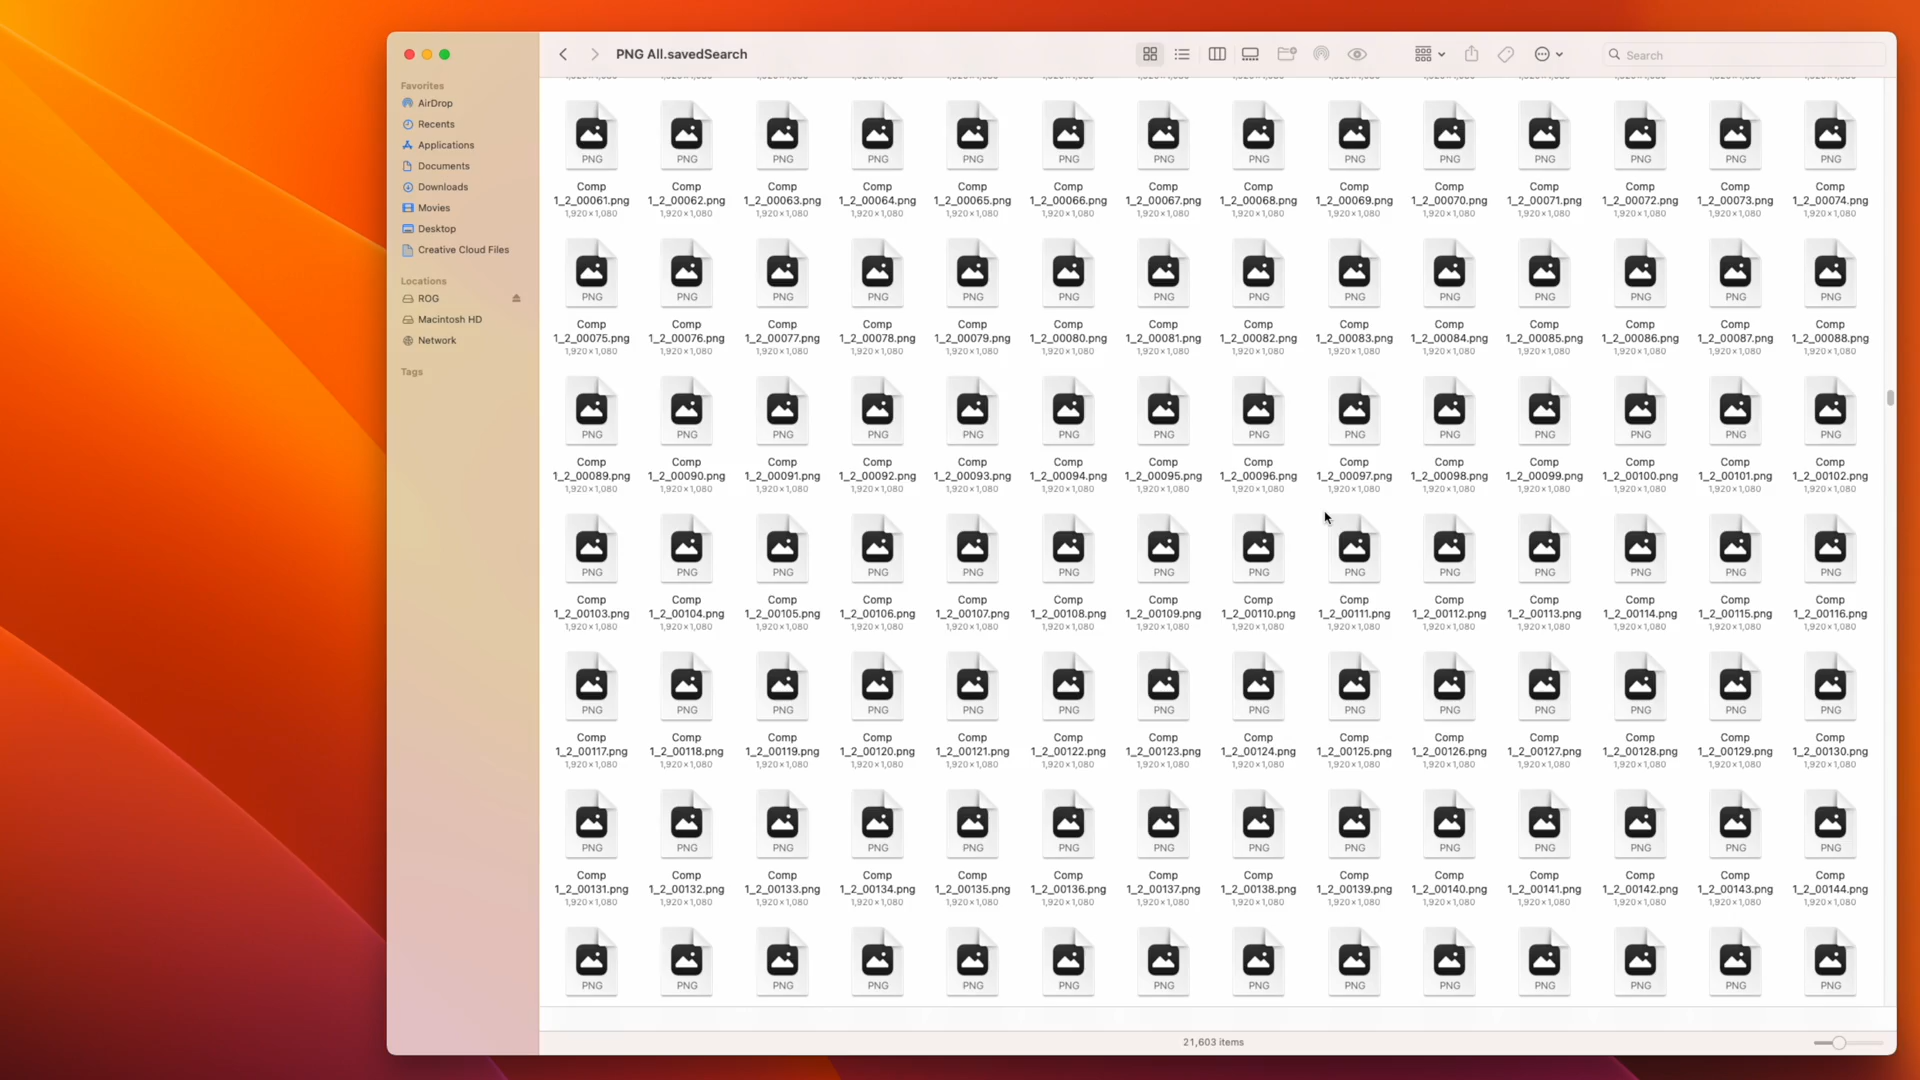 PNG All.savedSearch
Search
Favorites
AirDrop
Recents
Applications
Documents
Downloads
Movies
Desktop
Creative Cloud Files
Locations
ROG
Macintosh HD
Network
Tags
PNG PNG PNG PNG PNG PNG PNG PNG PNG PNG PNG PNG PNG PNG
Comp Comp Comp Comp Comp Comp Comp Comp Comp Comp Comp Comp Comp Comp
1_2_00061.png 1_2_00062.png 1_2_00063.png 1_2_00064.png 1_2_00065.png 1_2_00066.png 1_2_00067.png 1_2_00068.png 1_2_00069.png 1_2_00070.png 1_2_00071.png 1_2_00072.png 1_2_00073.png 1_2_00074.png
1,920×1,080 1,920×1,080 1,920×1,080 1,920×1,080 1,920×1,080 1,920×1,080 1,920×1,080 1,920×1,080 1,920×1,080 1,920×1,080 1,920×1,080 1,920×1,080 1,920×1,080 1,920×1,080
PNG PNG PNG PNG PNG PNG PNG PNG PNG PNG PNG PNG PNG PNG
Comp Comp Comp Comp Comp Comp Comp Comp Comp Comp Comp Comp Comp Comp
1_2_00075.png 1_2_00076.png 1_2_00077.png 1_2_00078.png 1_2_00079.png 1_2_00080.png 1_2_00081.png 1_2_00082.png 1_2_00083.png 1_2_00084.png 1_2_00085.png 1_2_00086.png 1_2_00087.png 1_2_00088.png
1,920×1,080 1,920×1,080 1,920×1,080 1,920×1,080 1,920×1,080 1,920×1,080 1,920×1,080 1,920×1,080 1,920×1,080 1,920×1,080 1,920×1,080 1,920×1,080 1,920×1,080 1,920×1,080
PNG PNG PNG PNG PNG PNG PNG PNG PNG PNG PNG PNG PNG PNG
Comp Comp Comp Comp Comp Comp Comp Comp Comp Comp Comp Comp Comp Comp
1_2_00089.png 1_2_00090.png 1_2_00091.png 1_2_00092.png 1_2_00093.png 1_2_00094.png 1_2_00095.png 1_2_00096.png 1_2_00097.png 1_2_00098.png 1_2_00099.png 1_2_00100.png 1_2_00101.png 1_2_00102.png
1,920×1,080 1,920×1,080 1,920×1,080 1,920×1,080 1,920×1,080 1,920×1,080 1,920×1,080 1,920×1,080 1,920×1,080 1,920×1,080 1,920×1,080 1,920×1,080 1,920×1,080 1,920×1,080
PNG PNG PNG PNG PNG PNG PNG PNG PNG PNG PNG PNG PNG PNG
Comp Comp Comp Comp Comp Comp Comp Comp Comp Comp Comp Comp Comp Comp
1_2_00103.png 1_2_00104.png 1_2_00105.png 1_2_00106.png 1_2_00107.png 1_2_00108.png 1_2_00109.png 1_2_00110.png 1_2_00111.png 1_2_00112.png 1_2_00113.png 1_2_00114.png 1_2_00115.png 1_2_00116.png
1,920×1,080 1,920×1,080 1,920×1,080 1,920×1,080 1,920×1,080 1,920×1,080 1,920×1,080 1,920×1,080 1,920×1,080 1,920×1,080 1,920×1,080 1,920×1,080 1,920×1,080 1,920×1,080
PNG PNG PNG PNG PNG PNG PNG PNG PNG PNG PNG PNG PNG PNG
Comp Comp Comp Comp Comp Comp Comp Comp Comp Comp Comp Comp Comp Comp
1_2_00117.png 1_2_00118.png 1_2_00119.png 1_2_00120.png 1_2_00121.png 1_2_00122.png 1_2_00123.png 1_2_00124.png 1_2_00125.png 1_2_00126.png 1_2_00127.png 1_2_00128.png 1_2_00129.png 1_2_00130.png
1,920×1,080 1,920×1,080 1,920×1,080 1,920×1,080 1,920×1,080 1,920×1,080 1,920×1,080 1,920×1,080 1,920×1,080 1,920×1,080 1,920×1,080 1,920×1,080 1,920×1,080 1,920×1,080
PNG PNG PNG PNG PNG PNG PNG PNG PNG PNG PNG PNG PNG PNG
Comp Comp Comp Comp Comp Comp Comp Comp Comp Comp Comp Comp Comp Comp
1_2_00131.png 1_2_00132.png 1_2_00133.png 1_2_00134.png 1_2_00135.png 1_2_00136.png 1_2_00137.png 1_2_00138.png 1_2_00139.png 1_2_00140.png 1_2_00141.png 1_2_00142.png 1_2_00143.png 1_2_00144.png
1,920×1,080 1,920×1,080 1,920×1,080 1,920×1,080 1,920×1,080 1,920×1,080 1,920×1,080 1,920×1,080 1,920×1,080 1,920×1,080 1,920×1,080 1,920×1,080 1,920×1,080 1,920×1,080
PNG PNG PNG PNG PNG PNG PNG PNG PNG PNG PNG PNG PNG PNG
21,603 items